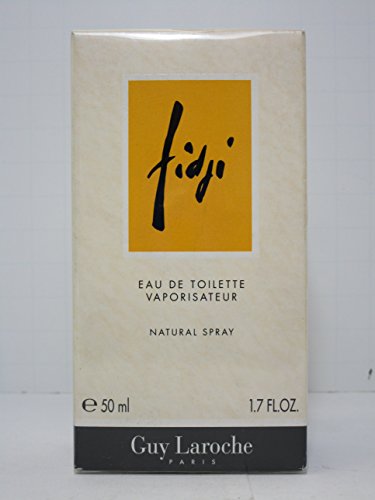 fidji
EAU DE TOILETTE
VAPORISATEUR
NATURAL SPRAY
℮ 50 ml 1.7 FL.OZ.
Guy Laroche
PARIS